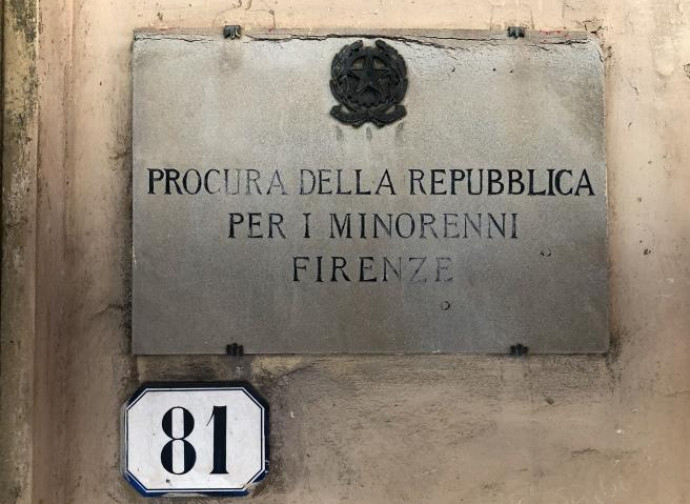 PROCURA DELLA REPUBBLICA
PER I MINORENNI
FIRENZE
81